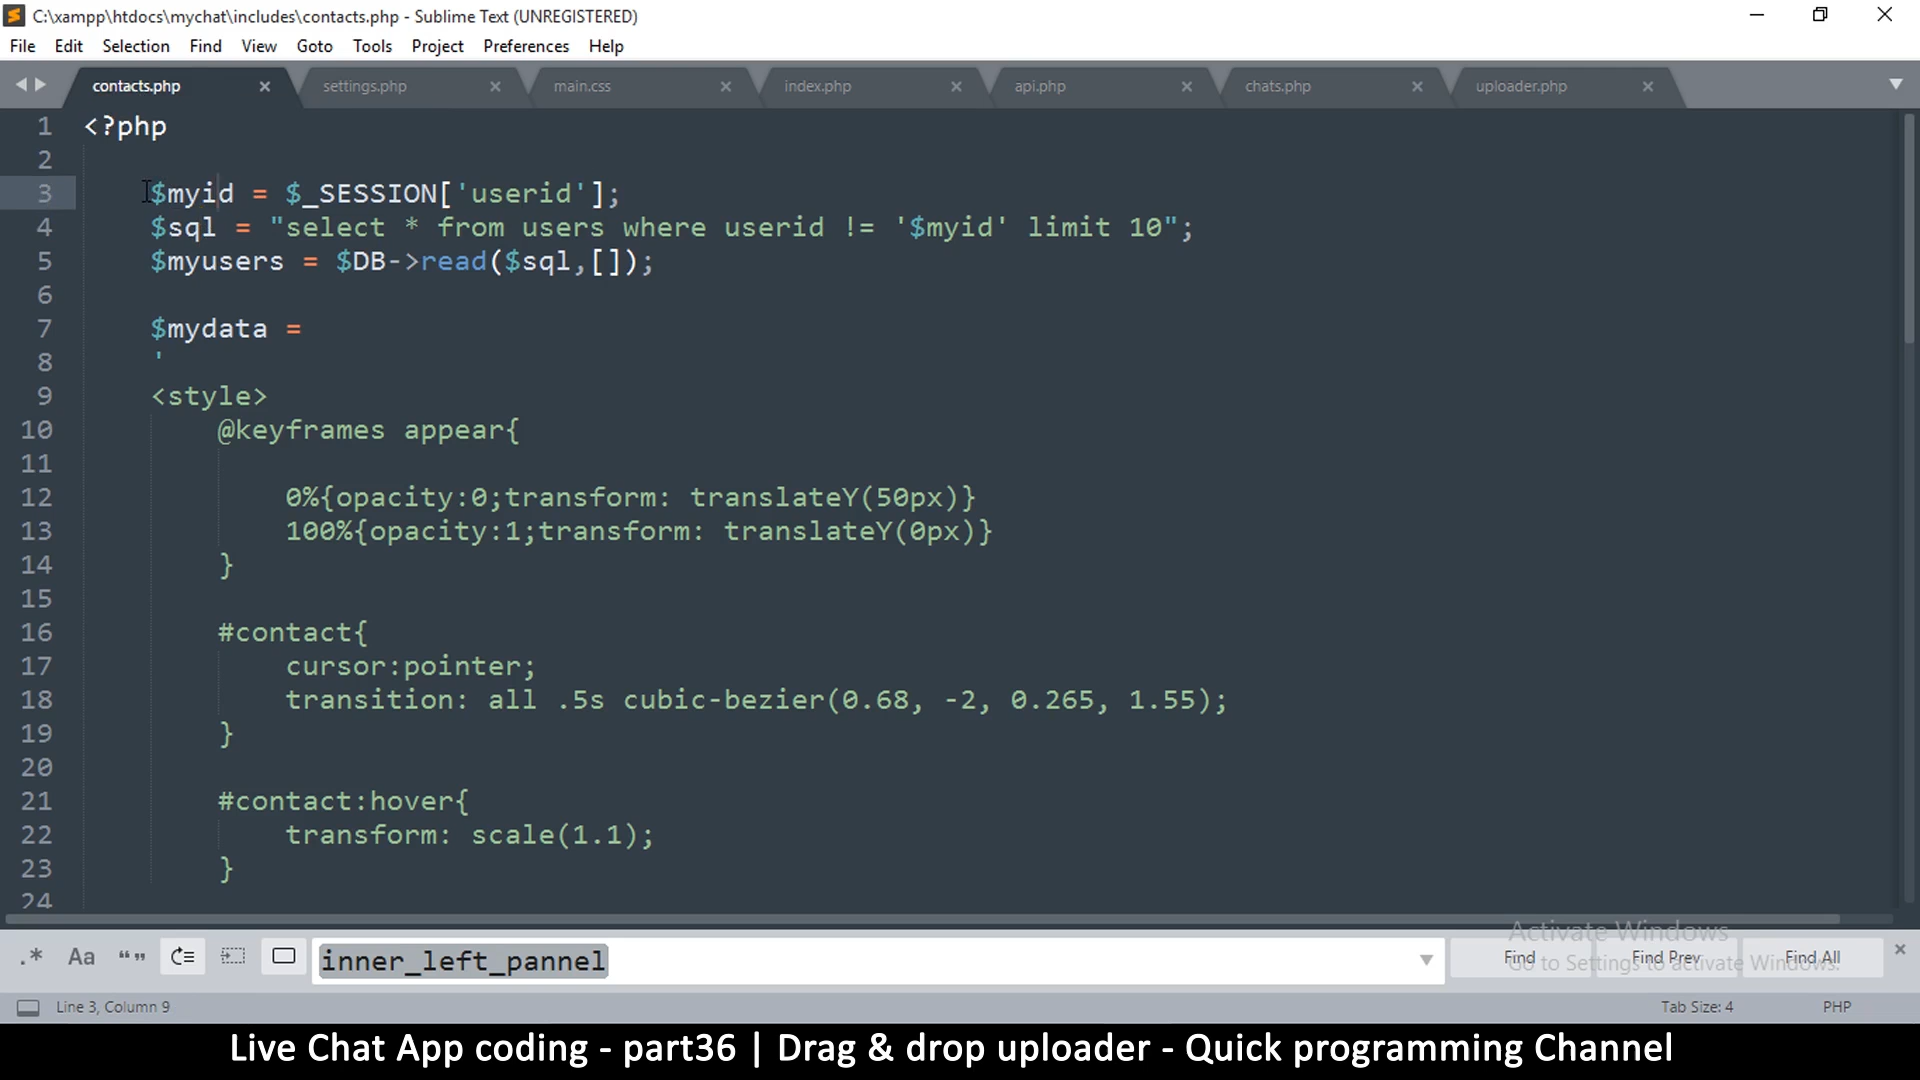 C:\xampp\htdocs\mychat\includes\contacts.php - Sublime Text (UNREGISTERED)
File Edit Selection Find View Goto Tools Project Preferences Help
contacts.php settings.php main.css index.php api.php chats.php uploader.php
1 <?php
2
3 $myid = $_SESSION['userid'];
4 $sql = "select * from users where userid != '$myid' limit 10";
5 $myusers = $DB->read($sql,[]);
6
7 $mydata =
8 '
9 <style>
10 @keyframes appear{
11
12 0%{opacity:0;transform: translateY(50px)}
13 100%{opacity:1;transform: translateY(0px)}
14 }
15
16 #contact{
17 cursor:pointer;
18 transition: all .5s cubic-bezier(0.68, -2, 0.265, 1.55);
19 }
20
21 #contact:hover{
22 transform: scale(1.1);
23 }
24
Activate Windows
Go to Settings to activate Windows.
.* Aa “” inner_left_pannel Find Find Prev Find All
Line 3, Column 9 Tab Size: 4 PHP
Live Chat App coding - part36 | Drag & drop uploader - Quick programming Channel